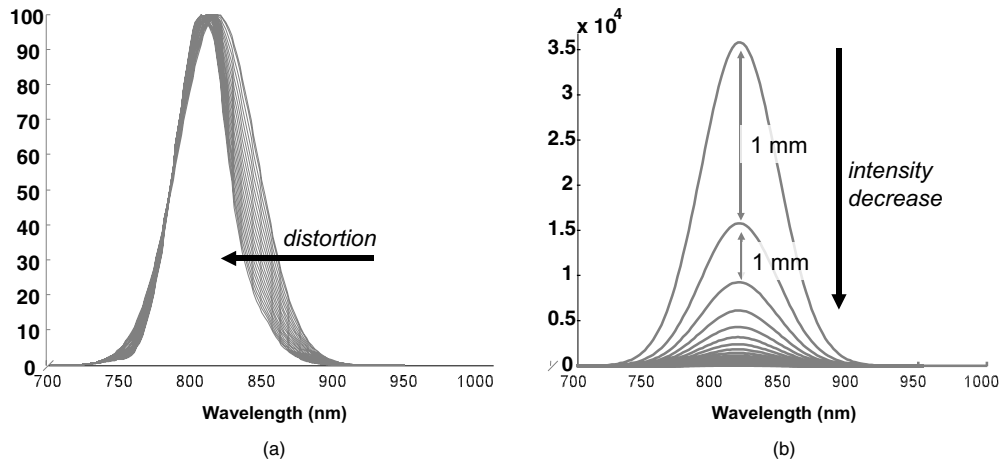 100
90
80
70
60
50
40
30
20
10
0
700 750 800 850 900 950 1000
distortion
Wavelength (nm)
(a)
x 10⁴
3.5
3
2.5
2
1.5
1
0.5
0
700 750 800 850 900 950 1000
1 mm
1 mm
intensity
decrease
Wavelength (nm)
(b)